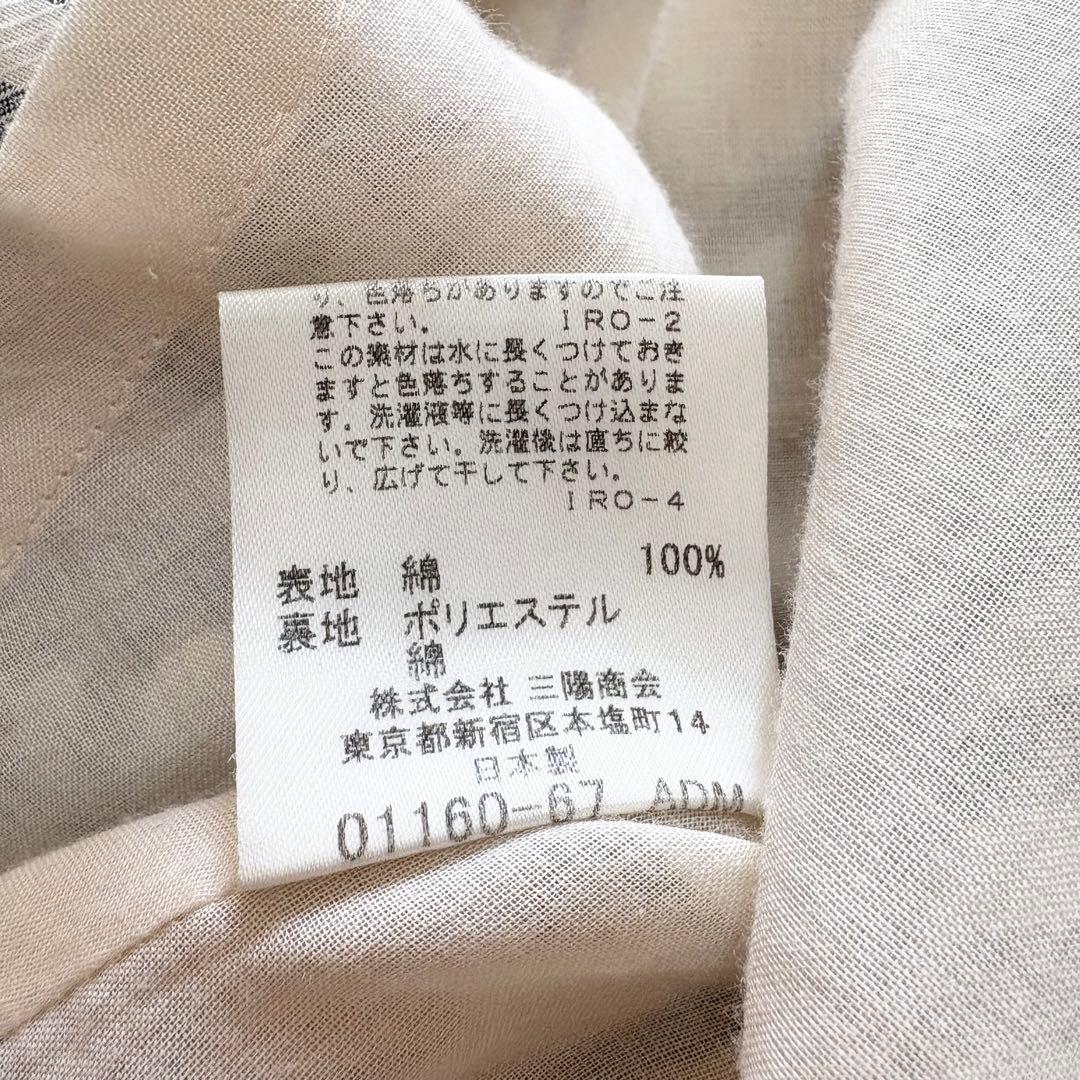 り、色落ちがありますのでご注
意下さい。 IRO-2
この素材は水に長くつけておき
ますと色落ちすることがありま
す。洗濯液等に長くつけ込まな
いで下さい。洗濯後は直ちに絞
り、広げて干して下さい。
IRO-4
表地 綿 100%
裏地 ポリエステル
綿
株式会社 三陽商会
東京都新宿区本塩町14
日本製
01160-67 ADM